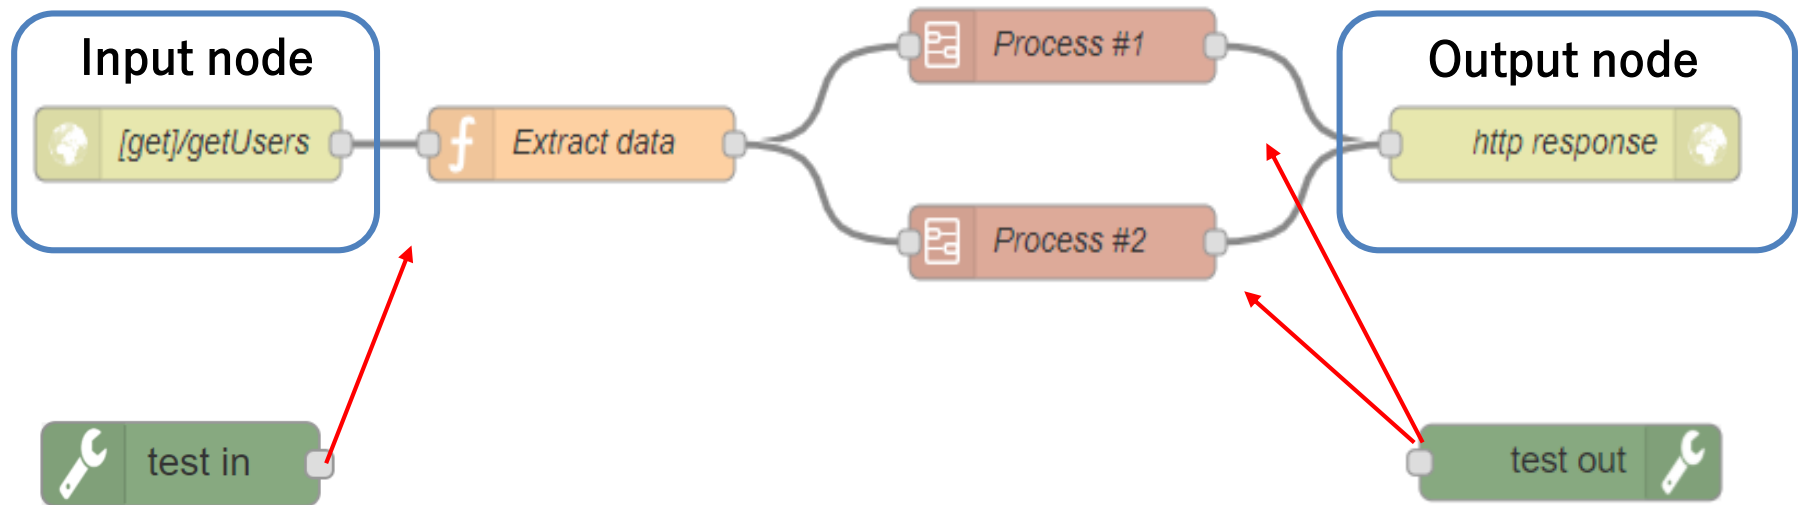 Input node
Output node
[get]/getUsers
Extract data
Process #1
Process #2
http response
test in
test out